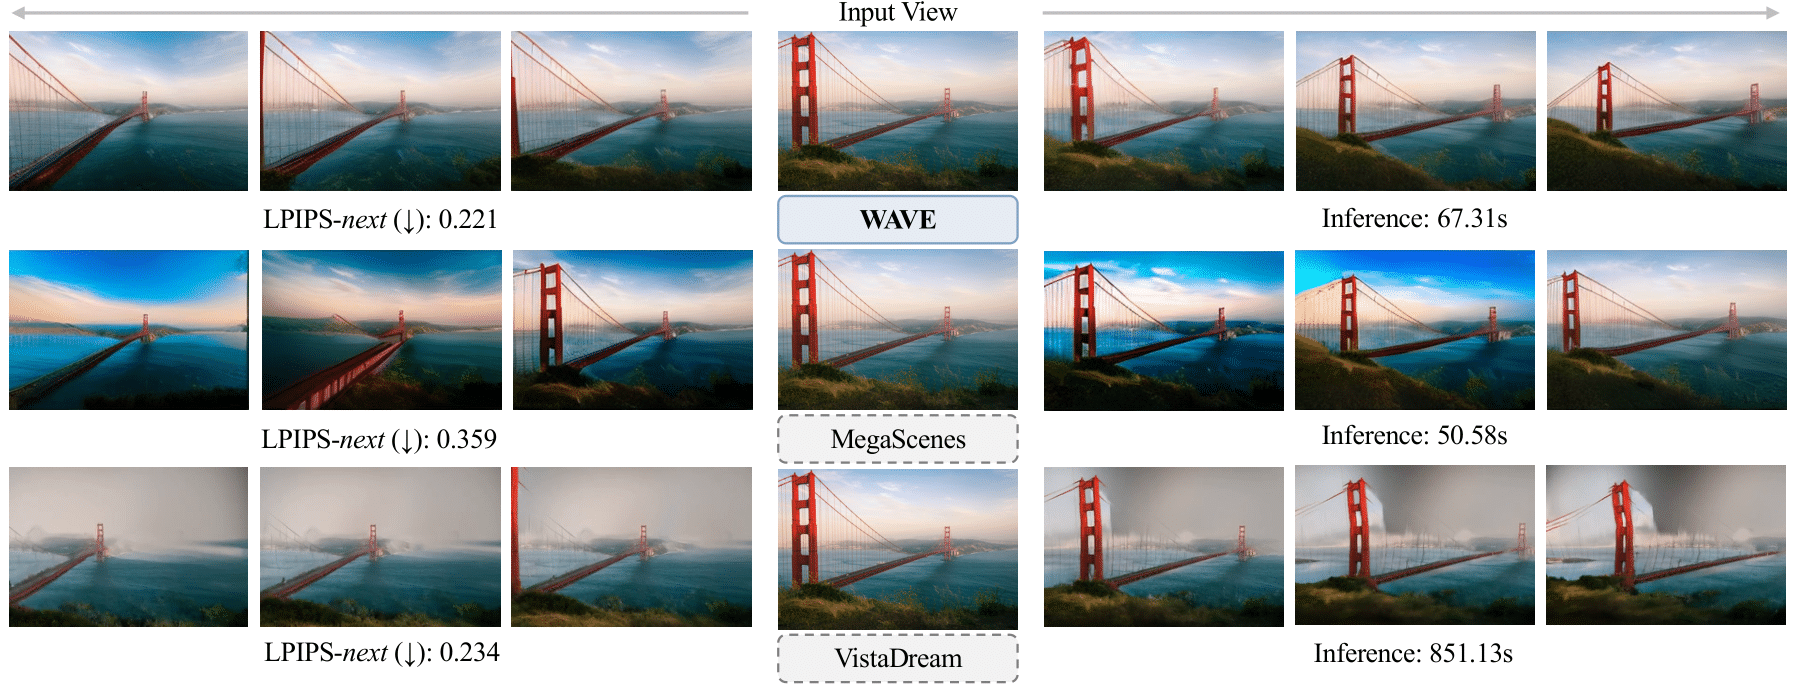 Input View
LPIPS-next (↓): 0.221
WAVE
Inference: 67.31s
LPIPS-next (↓): 0.359
MegaScenes
Inference: 50.58s
LPIPS-next (↓): 0.234
VistaDream
Inference: 851.13s